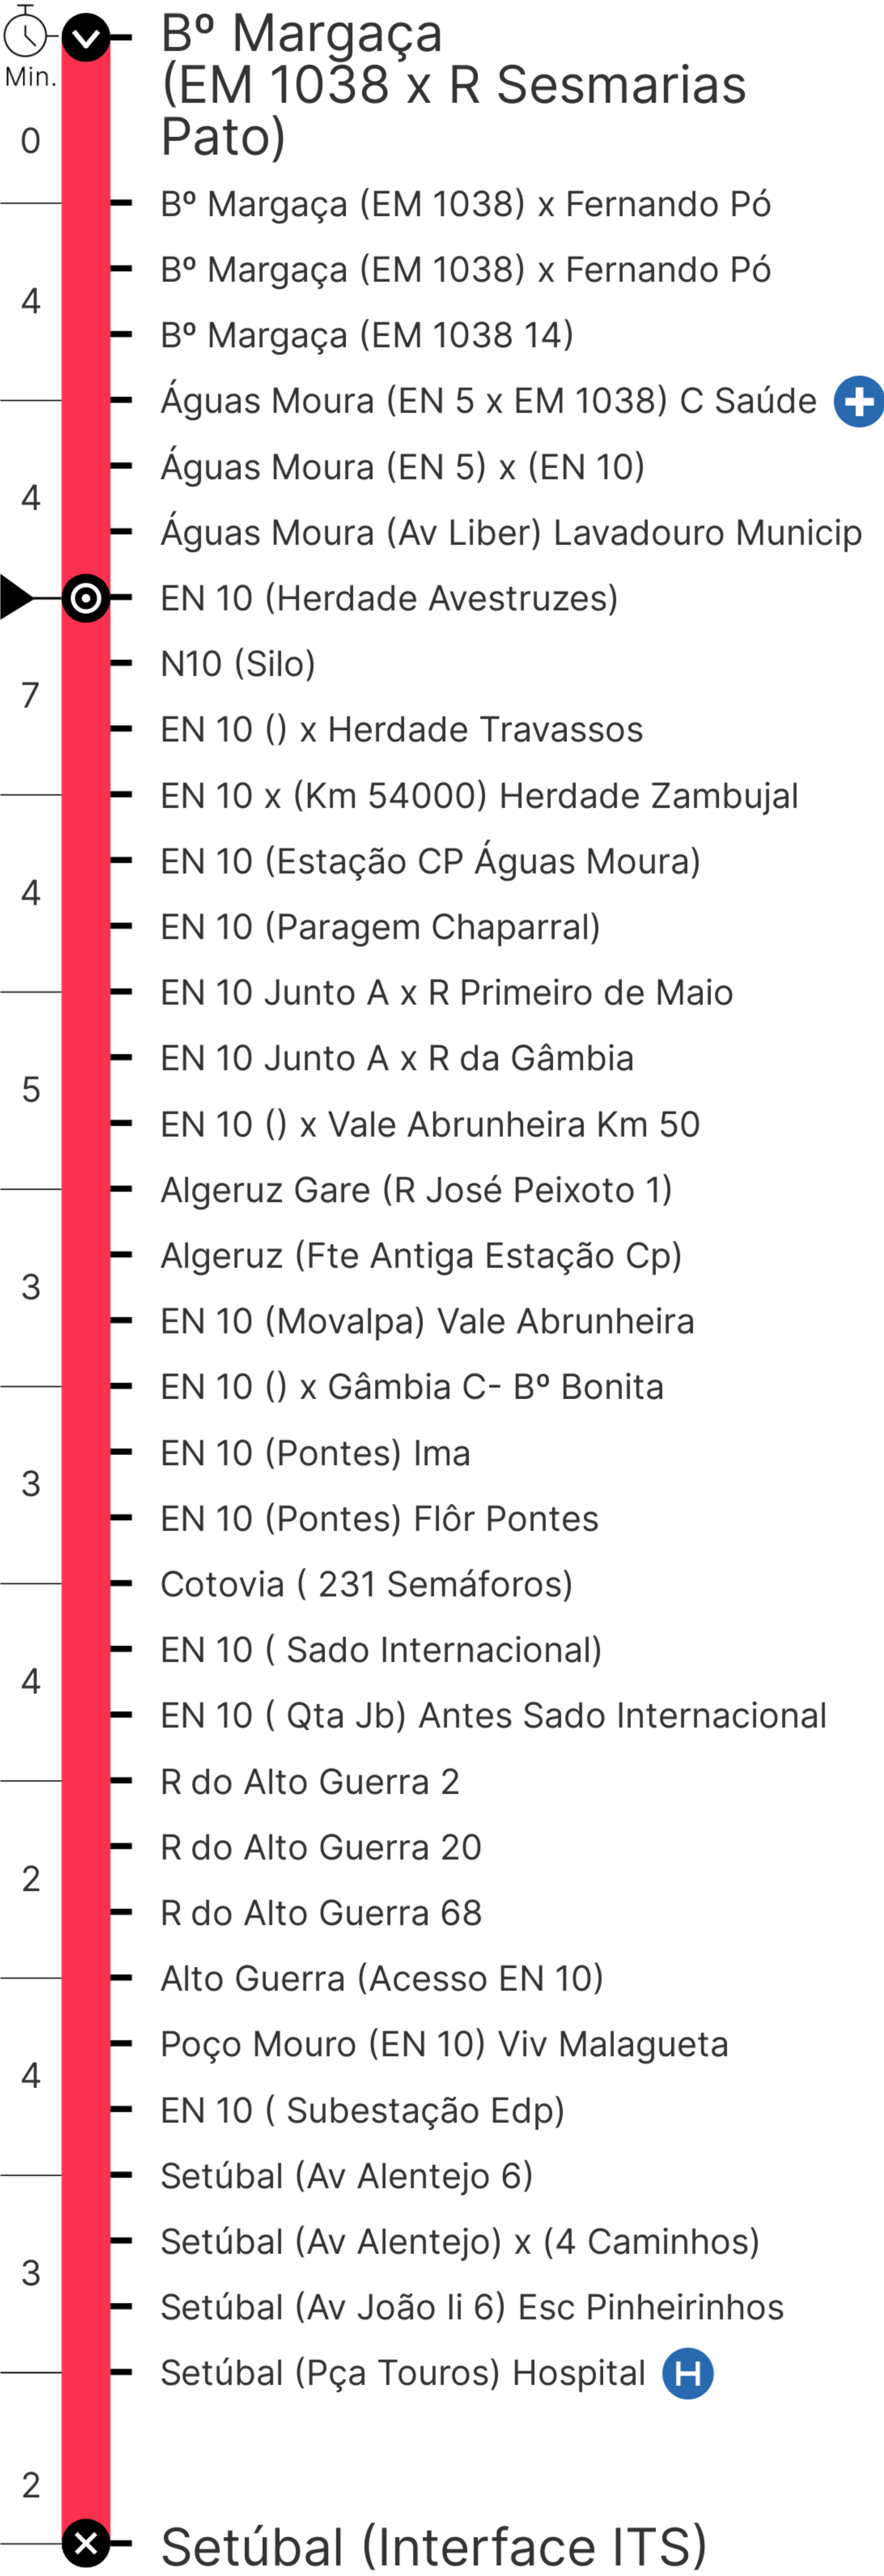 Min.
Bº Margaça
(EM 1038 x R Sesmarias
Pato)
0
Bº Margaça (EM 1038) x Fernando Pó
Bº Margaça (EM 1038) x Fernando Pó
4
Bº Margaça (EM 1038 14)
Águas Moura (EN 5 x EM 1038) C Saúde
Águas Moura (EN 5) x (EN 10)
4
Águas Moura (Av Liber) Lavadouro Municip
EN 10 (Herdade Avestruzes)
N10 (Silo)
7
EN 10 () x Herdade Travassos
EN 10 x (Km 54000) Herdade Zambujal
EN 10 (Estação CP Águas Moura)
4
EN 10 (Paragem Chaparral)
EN 10 Junto A x R Primeiro de Maio
EN 10 Junto A x R da Gâmbia
5
EN 10 () x Vale Abrunheira Km 50
Algeruz Gare (R José Peixoto 1)
Algeruz (Fte Antiga Estação Cp)
3
EN 10 (Movalpa) Vale Abrunheira
EN 10 () x Gâmbia C- Bº Bonita
EN 10 (Pontes) Ima
3
EN 10 (Pontes) Flôr Pontes
Cotovia ( 231 Semáforos)
EN 10 ( Sado Internacional)
4
EN 10 ( Qta Jb) Antes Sado Internacional
R do Alto Guerra 2
R do Alto Guerra 20
2
R do Alto Guerra 68
Alto Guerra (Acesso EN 10)
Poço Mouro (EN 10) Viv Malagueta
4
EN 10 ( Subestação Edp)
Setúbal (Av Alentejo 6)
Setúbal (Av Alentejo) x (4 Caminhos)
3
Setúbal (Av João Ii 6) Esc Pinheirinhos
Setúbal (Pça Touros) Hospital H
2
Setúbal (Interface ITS)